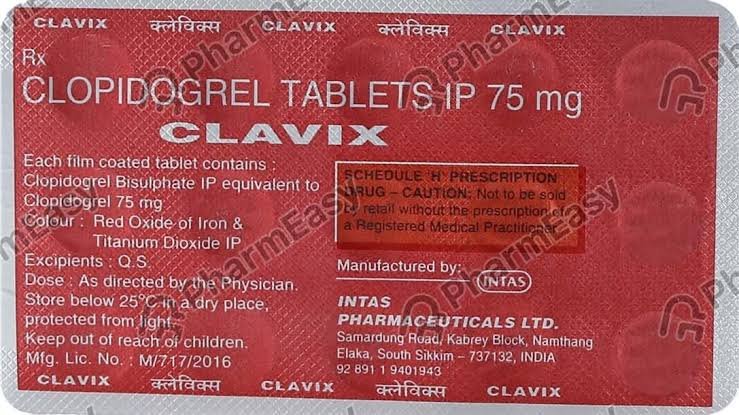 CLAVIX क्लेविक्स CLAVIX क्लेविक्स CLAVIX
Rx
CLOPIDOGREL TABLETS IP 75 mg
CLAVIX
Each film coated tablet contains :
Clopidogrel Bisulphate IP equivalent to
Clopidogrel 75 mg
Colour : Red Oxide of Iron &
Titanium Dioxide IP
Excipients : Q.S.
Dose : As directed by the Physician.
Store below 25°C in a dry place,
protected from light.
Keep out of reach of children.
Mfg. Lic. No. : M/717/2016
SCHEDULE 'H' PRESCRIPTION
DRUG – CAUTION: Not to be sold
by retail without the prescription of
a Registered Medical Practitioner
Manufactured by:
INTAS
INTAS
PHARMACEUTICALS LTD.
Samardung Road, Kabrey Block, Namthang
Elaka, South Sikkim – 737132, INDIA
92 891 1 9401943
CLAVIX क्लेविक्स CLAVIX क्लेविक्स CLAVIX
PharmEasy
PharmEasy
PharmEasy